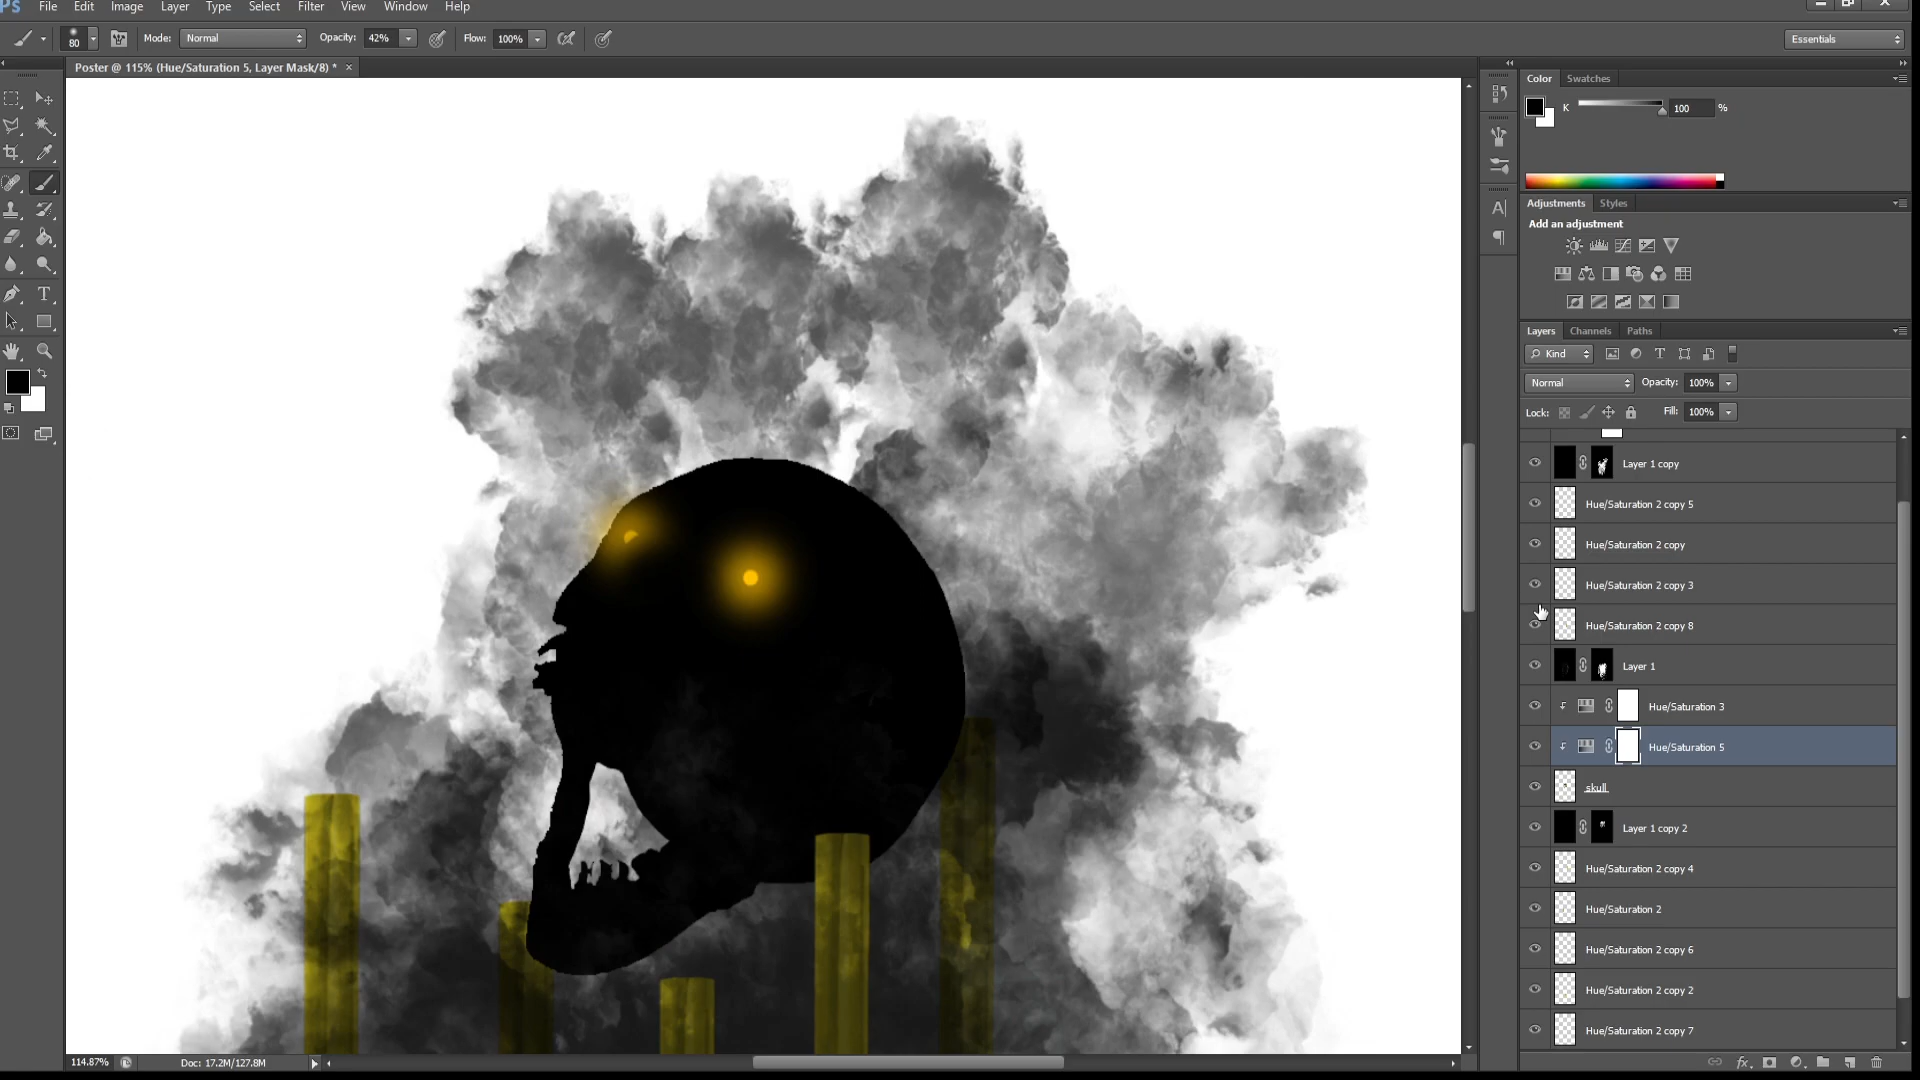 Ps File Edit Image Layer Type Select Filter View Window Help
80 Mode: Normal Opacity: 42% Flow: 100% Essentials
Poster @ 115% (Hue/Saturation 5, Layer Mask/8) * ×
Color Swatches
K 100 %
Adjustments Styles
Add an adjustment
Layers Channels Paths
Kind
Normal Opacity: 100%
Lock: Fill: 100%
Layer 1 copy
Hue/Saturation 2 copy 5
Hue/Saturation 2 copy
Hue/Saturation 2 copy 3
Hue/Saturation 2 copy 8
Layer 1
Hue/Saturation 3
Hue/Saturation 5
skull
Layer 1 copy 2
Hue/Saturation 2 copy 4
Hue/Saturation 2
Hue/Saturation 2 copy 6
Hue/Saturation 2 copy 2
Hue/Saturation 2 copy 7
114.87% Doc: 17.2M/127.8M